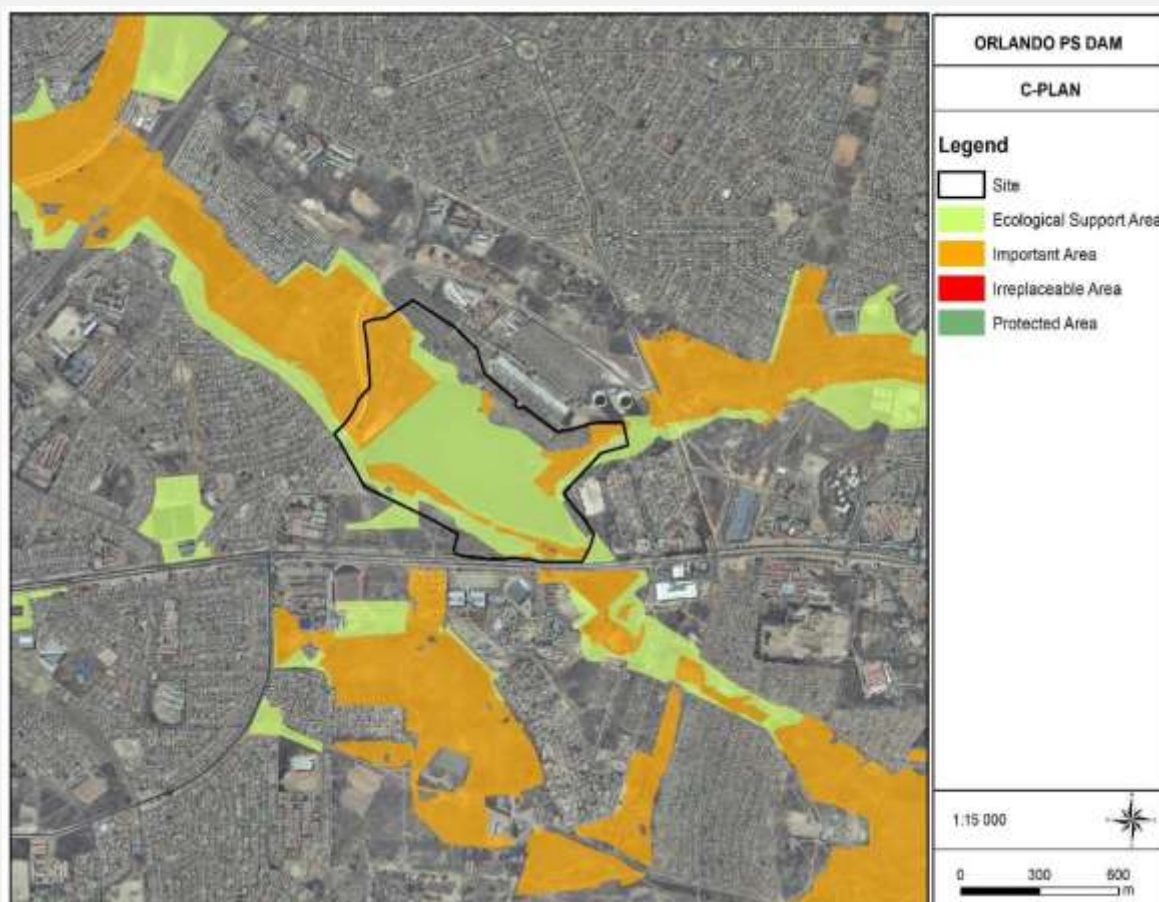 ORLANDO PS DAM
C-PLAN
Legend
Site
Ecological Support Area
Important Area
Irreplaceable Area
Protected Area
1:15 000
0 300 600
m